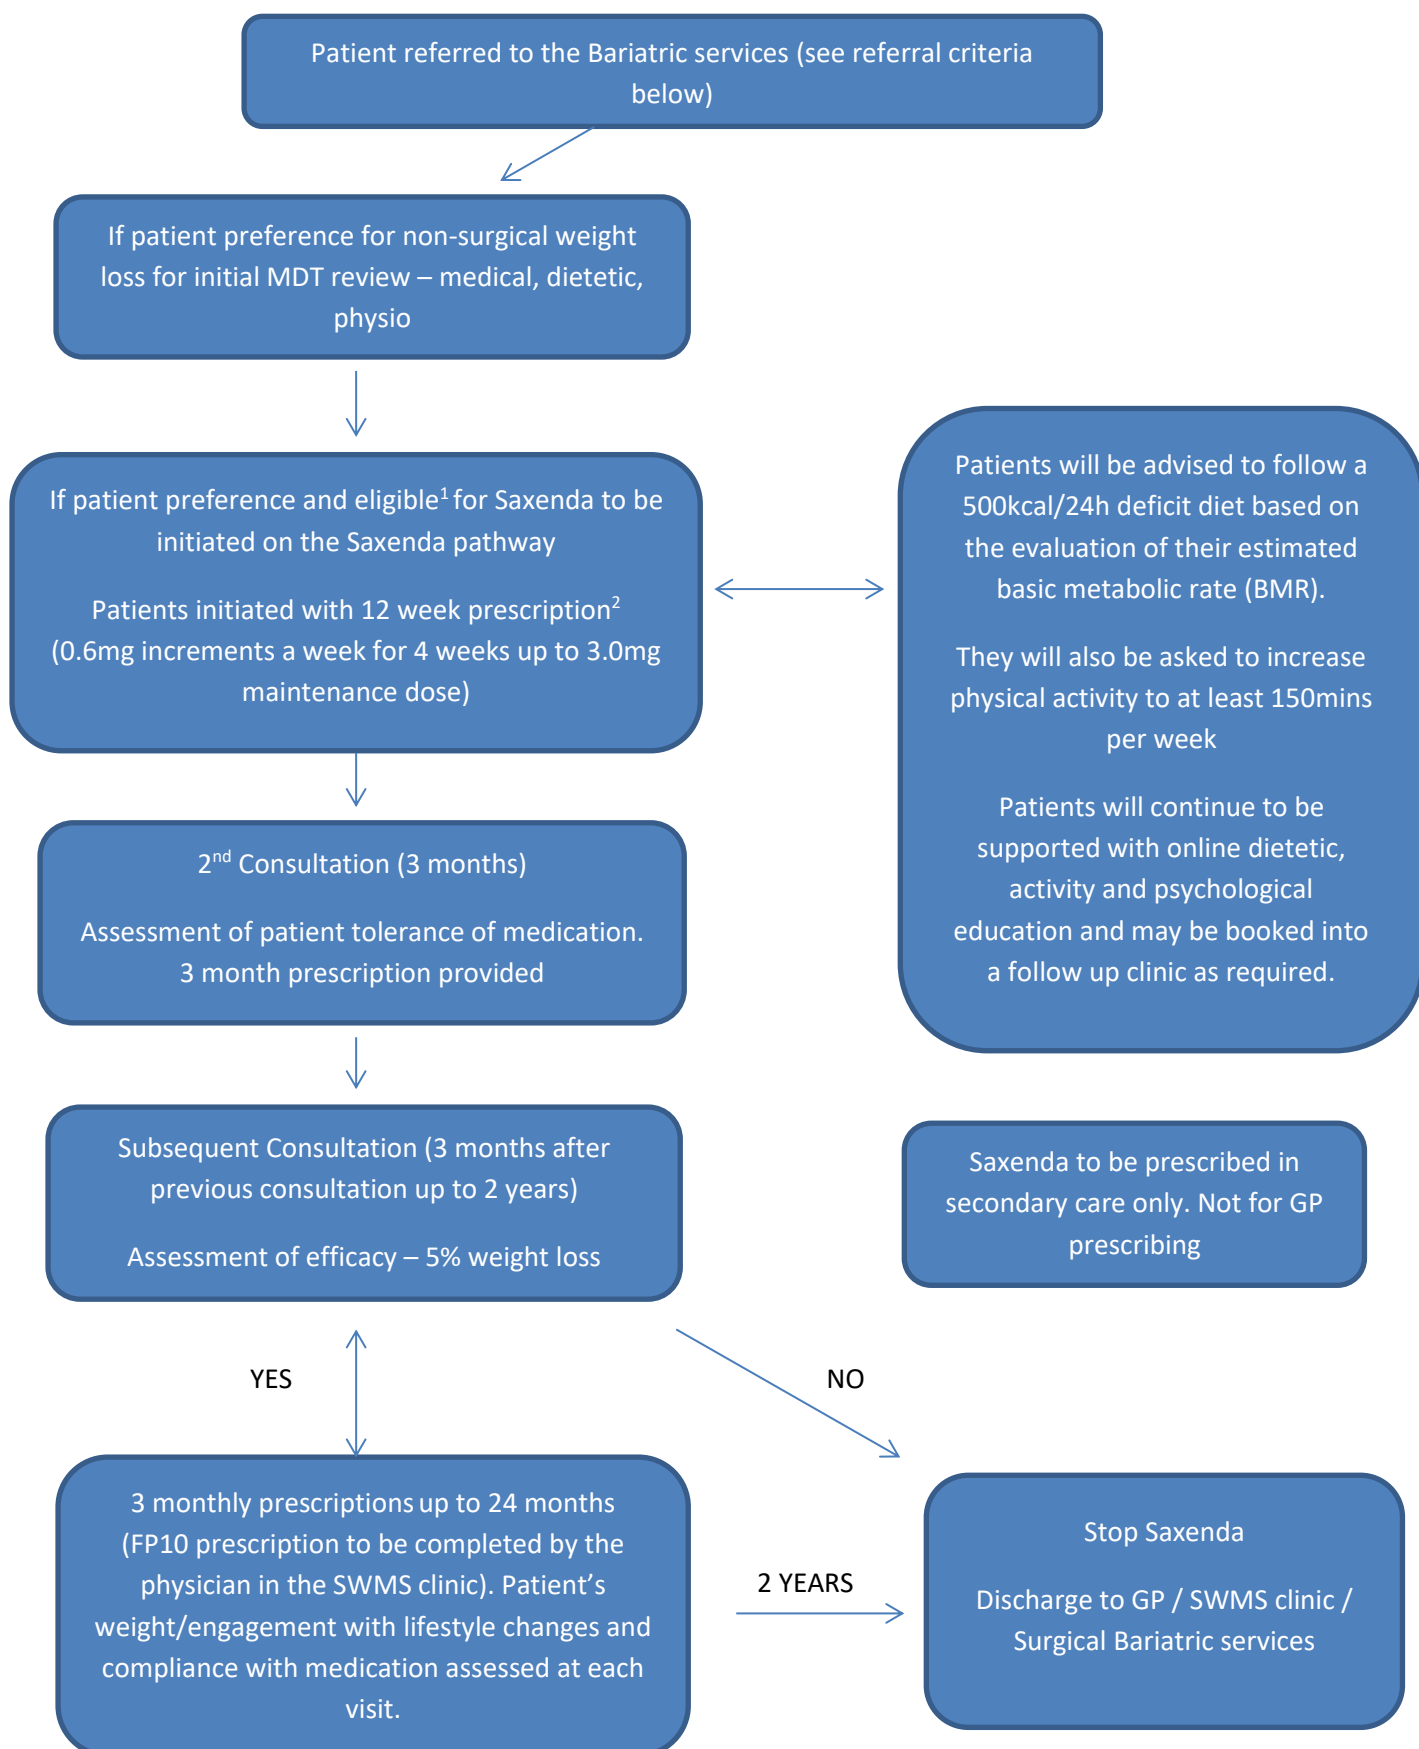 Patient referred to the Bariatric services (see referral criteria
below)
If patient preference for non-surgical weight
loss for initial MDT review – medical, dietetic,
physio
If patient preference and eligible¹ for Saxenda to be
initiated on the Saxenda pathway
Patients initiated with 12 week prescription²
(0.6mg increments a week for 4 weeks up to 3.0mg
maintenance dose)
Patients will be advised to follow a
500kcal/24h deficit diet based on
the evaluation of their estimated
basic metabolic rate (BMR).
They will also be asked to increase
physical activity to at least 150mins
per week
Patients will continue to be
supported with online dietetic,
activity and psychological
education and may be booked into
a follow up clinic as required.
2nd Consultation (3 months)
Assessment of patient tolerance of medication.
3 month prescription provided
Subsequent Consultation (3 months after
previous consultation up to 2 years)
Assessment of efficacy – 5% weight loss
Saxenda to be prescribed in
secondary care only. Not for GP
prescribing
YES
NO
3 monthly prescriptions up to 24 months
(FP10 prescription to be completed by the
physician in the SWMS clinic). Patient’s
weight/engagement with lifestyle changes and
compliance with medication assessed at each
visit.
2 YEARS
Stop Saxenda
Discharge to GP / SWMS clinic /
Surgical Bariatric services